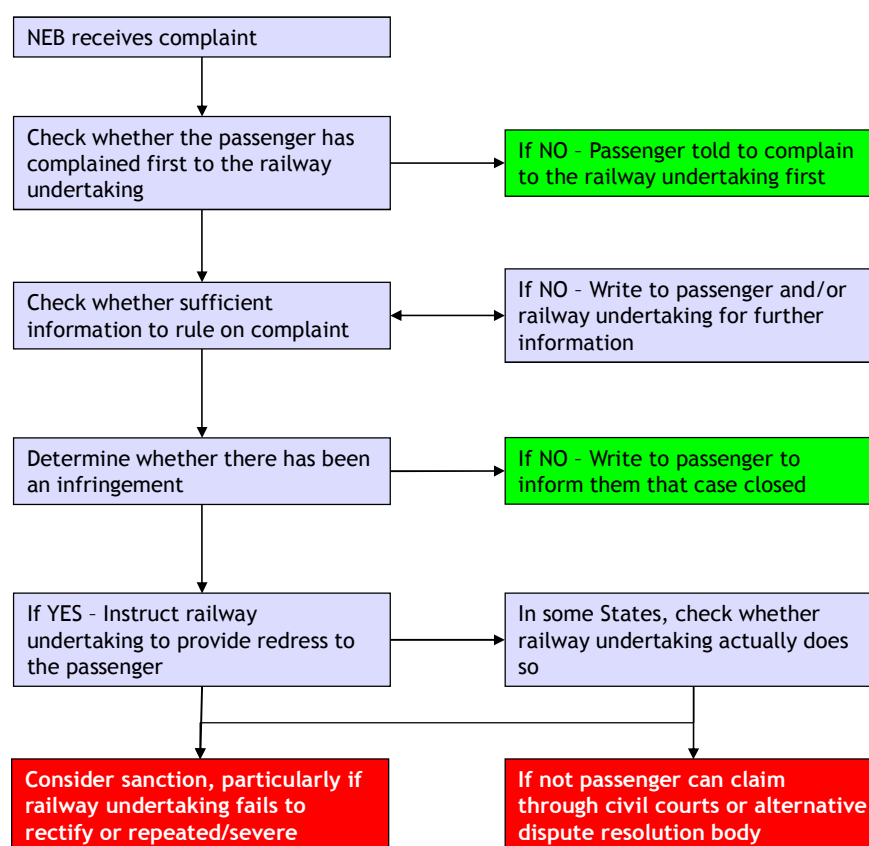 NEB receives complaint
Check whether the passenger has
complained first to the railway
undertaking
If NO – Passenger told to complain
to the railway undertaking first
Check whether sufficient
information to rule on complaint
If NO – Write to passenger and/or
railway undertaking for further
information
Determine whether there has been
an infringement
If NO – Write to passenger to
inform them that case closed
If YES – Instruct railway
undertaking to provide redress to
the passenger
In some States, check whether
railway undertaking actually does
so
Consider sanction, particularly if
railway undertaking fails to
rectify or repeated/severe
If not passenger can claim
through civil courts or alternative
dispute resolution body